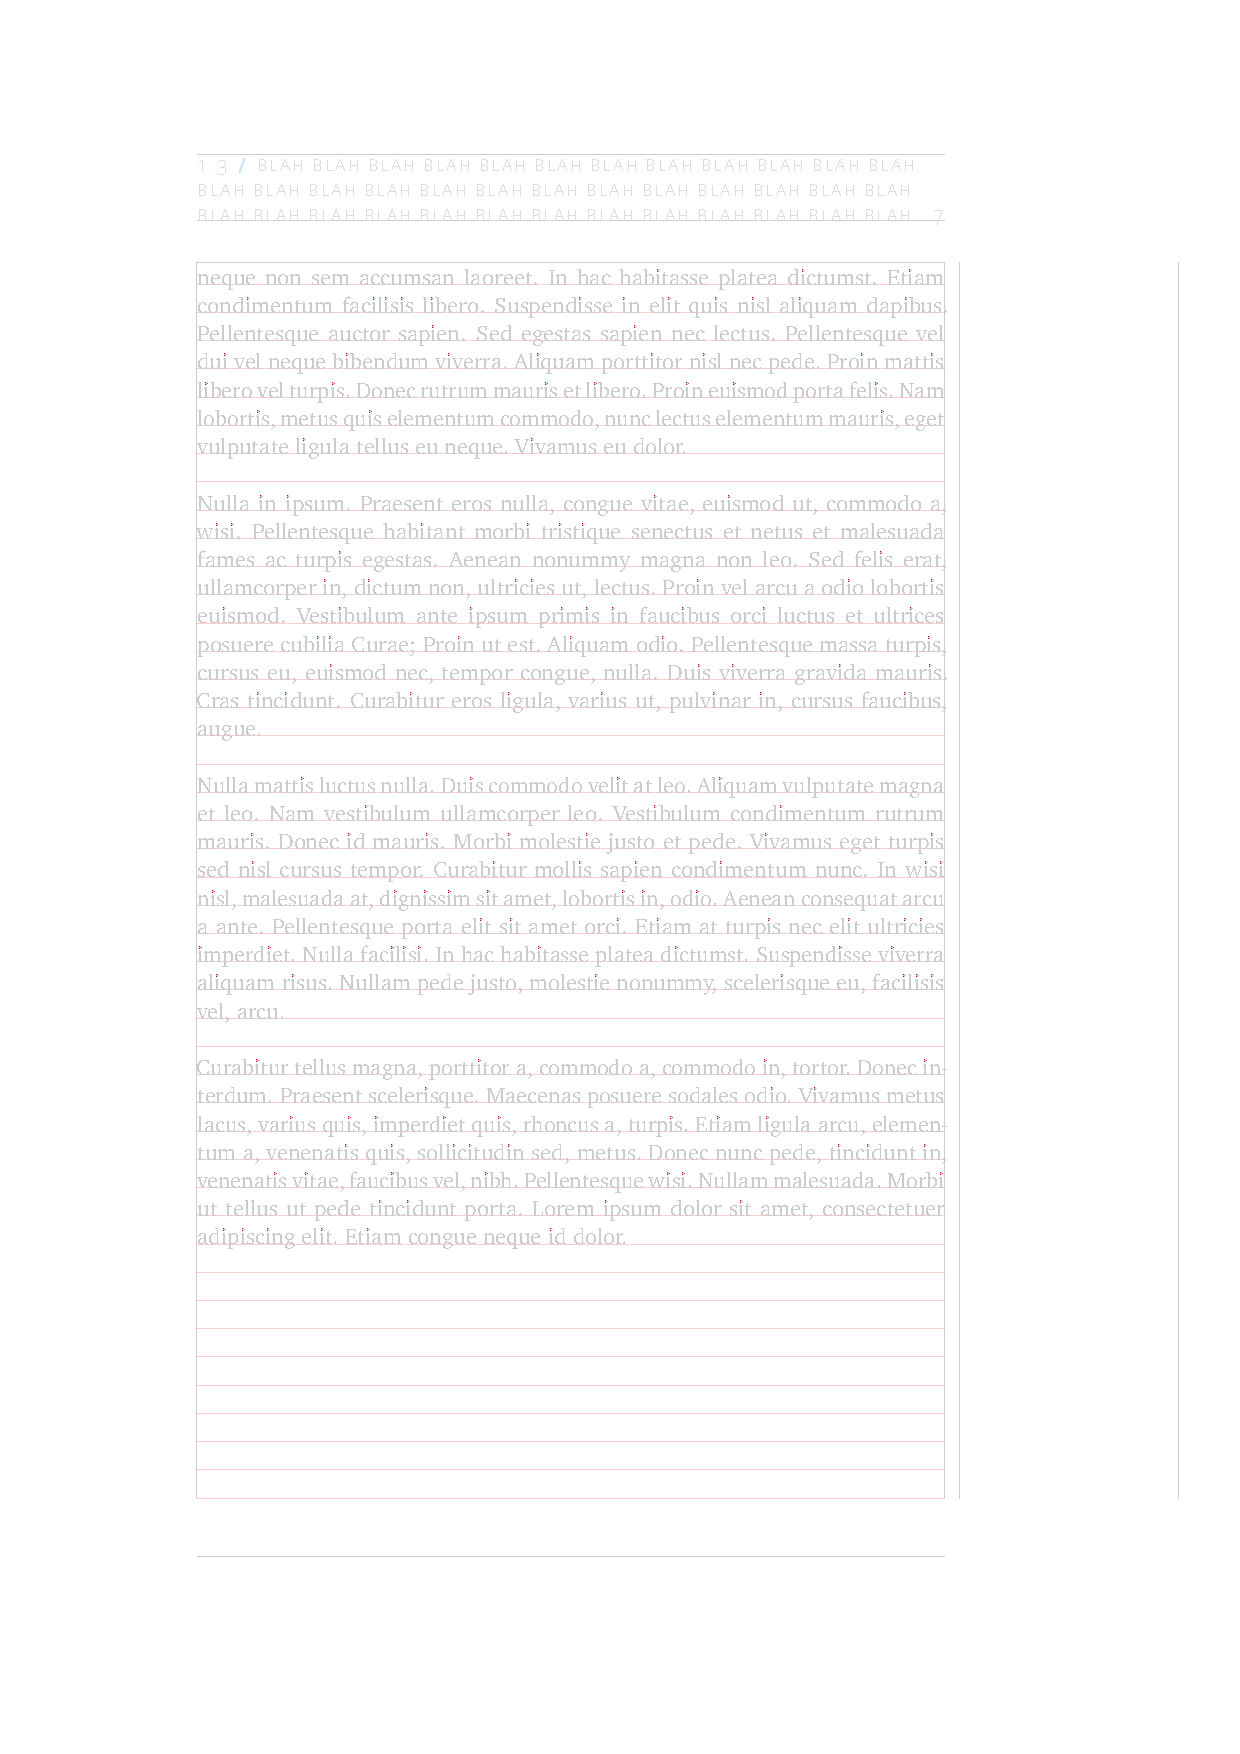 1.3 / BLAH BLAH BLAH BLAH BLAH BLAH BLAH BLAH BLAH BLAH BLAH BLAH
BLAH BLAH BLAH BLAH BLAH BLAH BLAH BLAH BLAH BLAH BLAH BLAH BLAH
BLAH BLAH BLAH BLAH BLAH BLAH BLAH BLAH BLAH BLAH BLAH BLAH BLAH 7
neque non sem accumsan laoreet. In hac habitasse platea dictumst. Etiam
condimentum facilisis libero. Suspendisse in elit quis nisl aliquam dapibus.
Pellentesque auctor sapien. Sed egestas sapien nec lectus. Pellentesque vel
dui vel neque bibendum viverra. Aliquam porttitor nisl nec pede. Proin mattis
libero vel turpis. Donec rutrum mauris et libero. Proin euismod porta felis. Nam
lobortis, metus quis elementum commodo, nunc lectus elementum mauris, eget
vulputate ligula tellus eu neque. Vivamus eu dolor.
Nulla in ipsum. Praesent eros nulla, congue vitae, euismod ut, commodo a,
wisi. Pellentesque habitant morbi tristique senectus et netus et malesuada
fames ac turpis egestas. Aenean nonummy magna non leo. Sed felis erat,
ullamcorper in, dictum non, ultricies ut, lectus. Proin vel arcu a odio lobortis
euismod. Vestibulum ante ipsum primis in faucibus orci luctus et ultrices
posuere cubilia Curae; Proin ut est. Aliquam odio. Pellentesque massa turpis,
cursus eu, euismod nec, tempor congue, nulla. Duis viverra gravida mauris.
Cras tincidunt. Curabitur eros ligula, varius ut, pulvinar in, cursus faucibus,
augue.
Nulla mattis luctus nulla. Duis commodo velit at leo. Aliquam vulputate magna
et leo. Nam vestibulum ullamcorper leo. Vestibulum condimentum rutrum
mauris. Donec id mauris. Morbi molestie justo et pede. Vivamus eget turpis
sed nisl cursus tempor. Curabitur mollis sapien condimentum nunc. In wisi
nisl, malesuada at, dignissim sit amet, lobortis in, odio. Aenean consequat arcu
a ante. Pellentesque porta elit sit amet orci. Etiam at turpis nec elit ultricies
imperdiet. Nulla facilisi. In hac habitasse platea dictumst. Suspendisse viverra
aliquam risus. Nullam pede justo, molestie nonummy, scelerisque eu, facilisis
vel, arcu.
Curabitur tellus magna, porttitor a, commodo a, commodo in, tortor. Donec in-
terdum. Praesent scelerisque. Maecenas posuere sodales odio. Vivamus metus
lacus, varius quis, imperdiet quis, rhoncus a, turpis. Etiam ligula arcu, elemen-
tum a, venenatis quis, sollicitudin sed, metus. Donec nunc pede, tincidunt in,
venenatis vitae, faucibus vel, nibh. Pellentesque wisi. Nullam malesuada. Morbi
ut tellus ut pede tincidunt porta. Lorem ipsum dolor sit amet, consectetuer
adipiscing elit. Etiam congue neque id dolor.